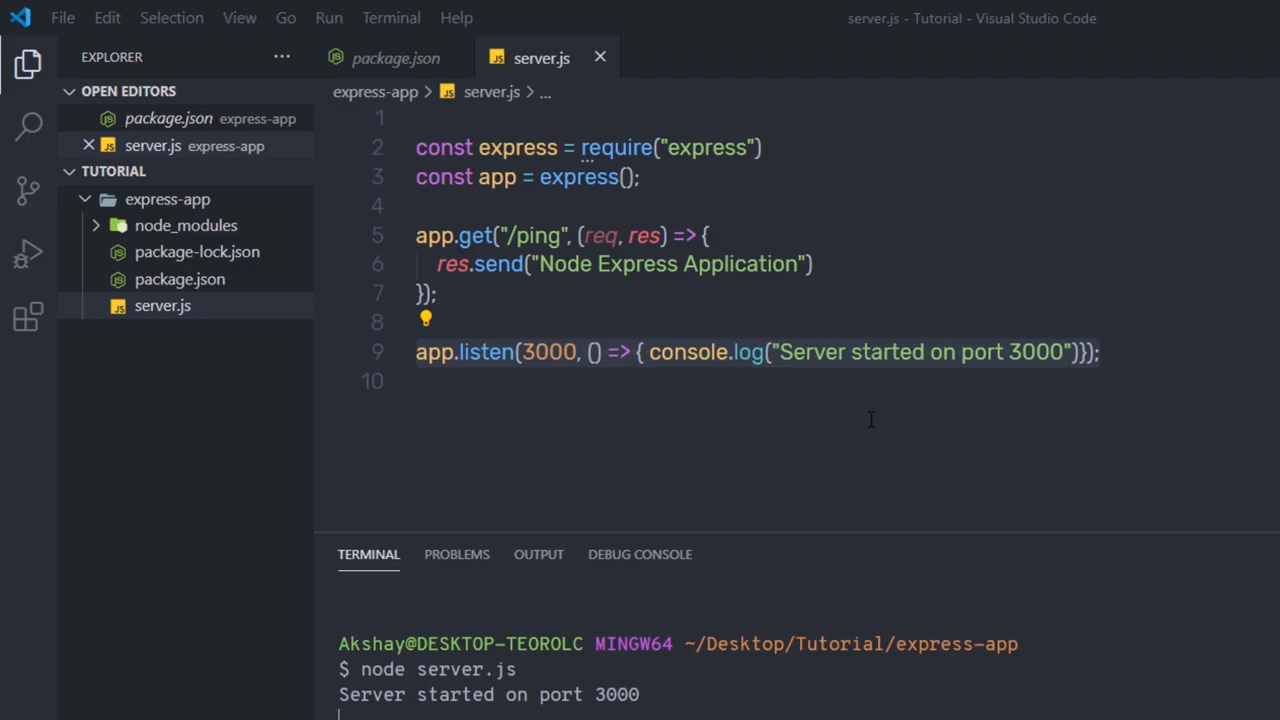 File Edit Selection View Go Run Terminal Help server.js - Tutorial - Visual Studio Code
EXPLORER ...
OPEN EDITORS
package.json express-app
server.js express-app
TUTORIAL
express-app
node_modules
package-lock.json
package.json
server.js
package.json server.js
express-app > server.js > ...
1
2 const express = require("express")
3 const app = express();
4
5 app.get("/ping", (req, res) => {
6 res.send("Node Express Application")
7 });
8
9 app.listen(3000, () => { console.log("Server started on port 3000")});
10
TERMINAL PROBLEMS OUTPUT DEBUG CONSOLE
Akshay@DESKTOP-TEOROLC MINGW64 ~/Desktop/Tutorial/express-app
$ node server.js
Server started on port 3000